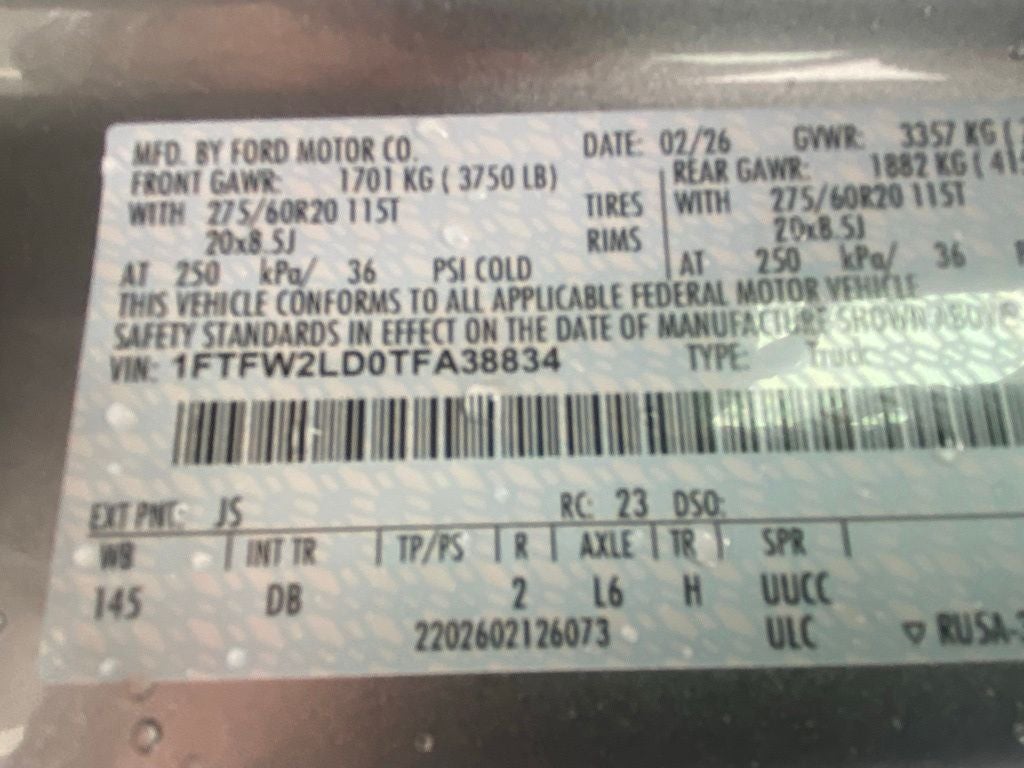 MFD. BY FORD MOTOR CO. DATE: 02/26 GVWR: 3357 KG (
FRONT GAWR: 1701 KG ( 3750 LB) REAR GAWR: 1882 KG ( 41
WITH 275/60R20 115T TIRES WITH 275/60R20 115T
20x8.5J RIMS 20x8.5J
AT 250 kPa/ 36 PSI COLD AT 250 kPa/ 36
THIS VEHICLE CONFORMS TO ALL APPLICABLE FEDERAL MOTOR VEHICLE
SAFETY STANDARDS IN EFFECT ON THE DATE OF MANUFACTURE SHOWN ABOVE
VIN: 1FTFW2LD0TFA38834 TYPE: Truck
EXT PNT: JS RC: 23 DSO:
WB INT TR TP/PS R AXLE TR SPR
145 DB 2 L6 H UUCC
2202602126073 ULC RUSA-